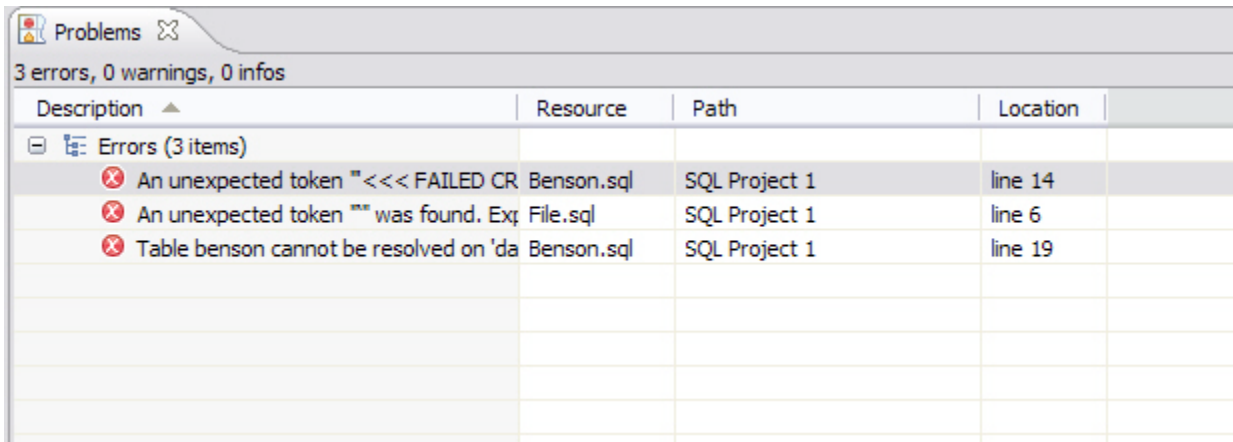 Problems
3 errors, 0 warnings, 0 infos
Description Resource Path Location
Errors (3 items)
An unexpected token "'<<< FAILED CR Benson.sql SQL Project 1 line 14
An unexpected token "'" was found. Exp File.sql SQL Project 1 line 6
Table benson cannot be resolved on 'da Benson.sql SQL Project 1 line 19